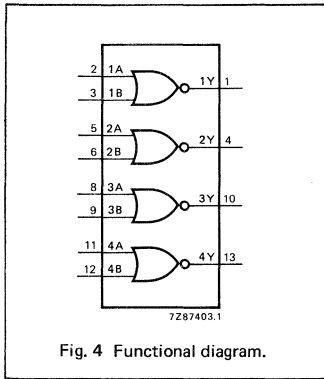 2 1A 1Y 1
3 1B
5 2A 2Y 4
6 2B
8 3A 3Y 10
9 3B
11 4A 4Y 13
12 4B
7Z87403.1
Fig. 4 Functional diagram.